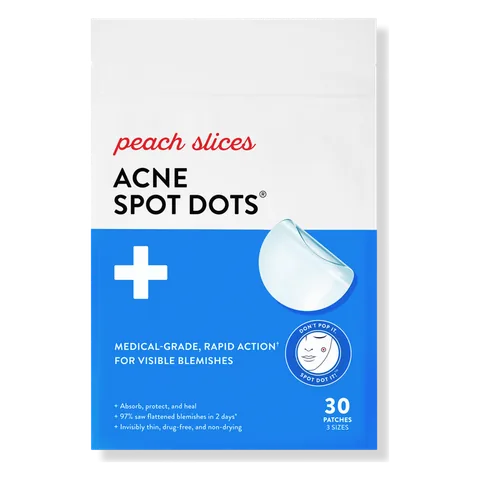 peach slices
ACNE
SPOT DOTS®
MEDICAL-GRADE, RAPID ACTION†
FOR VISIBLE BLEMISHES
DON'T POP IT.
SPOT DOT IT!™
+ Absorb, protect, and heal
+ 97% saw flattened blemishes in 2 days*
+ Invisibly thin, drug-free, and non-drying
30
PATCHES
3 SIZES